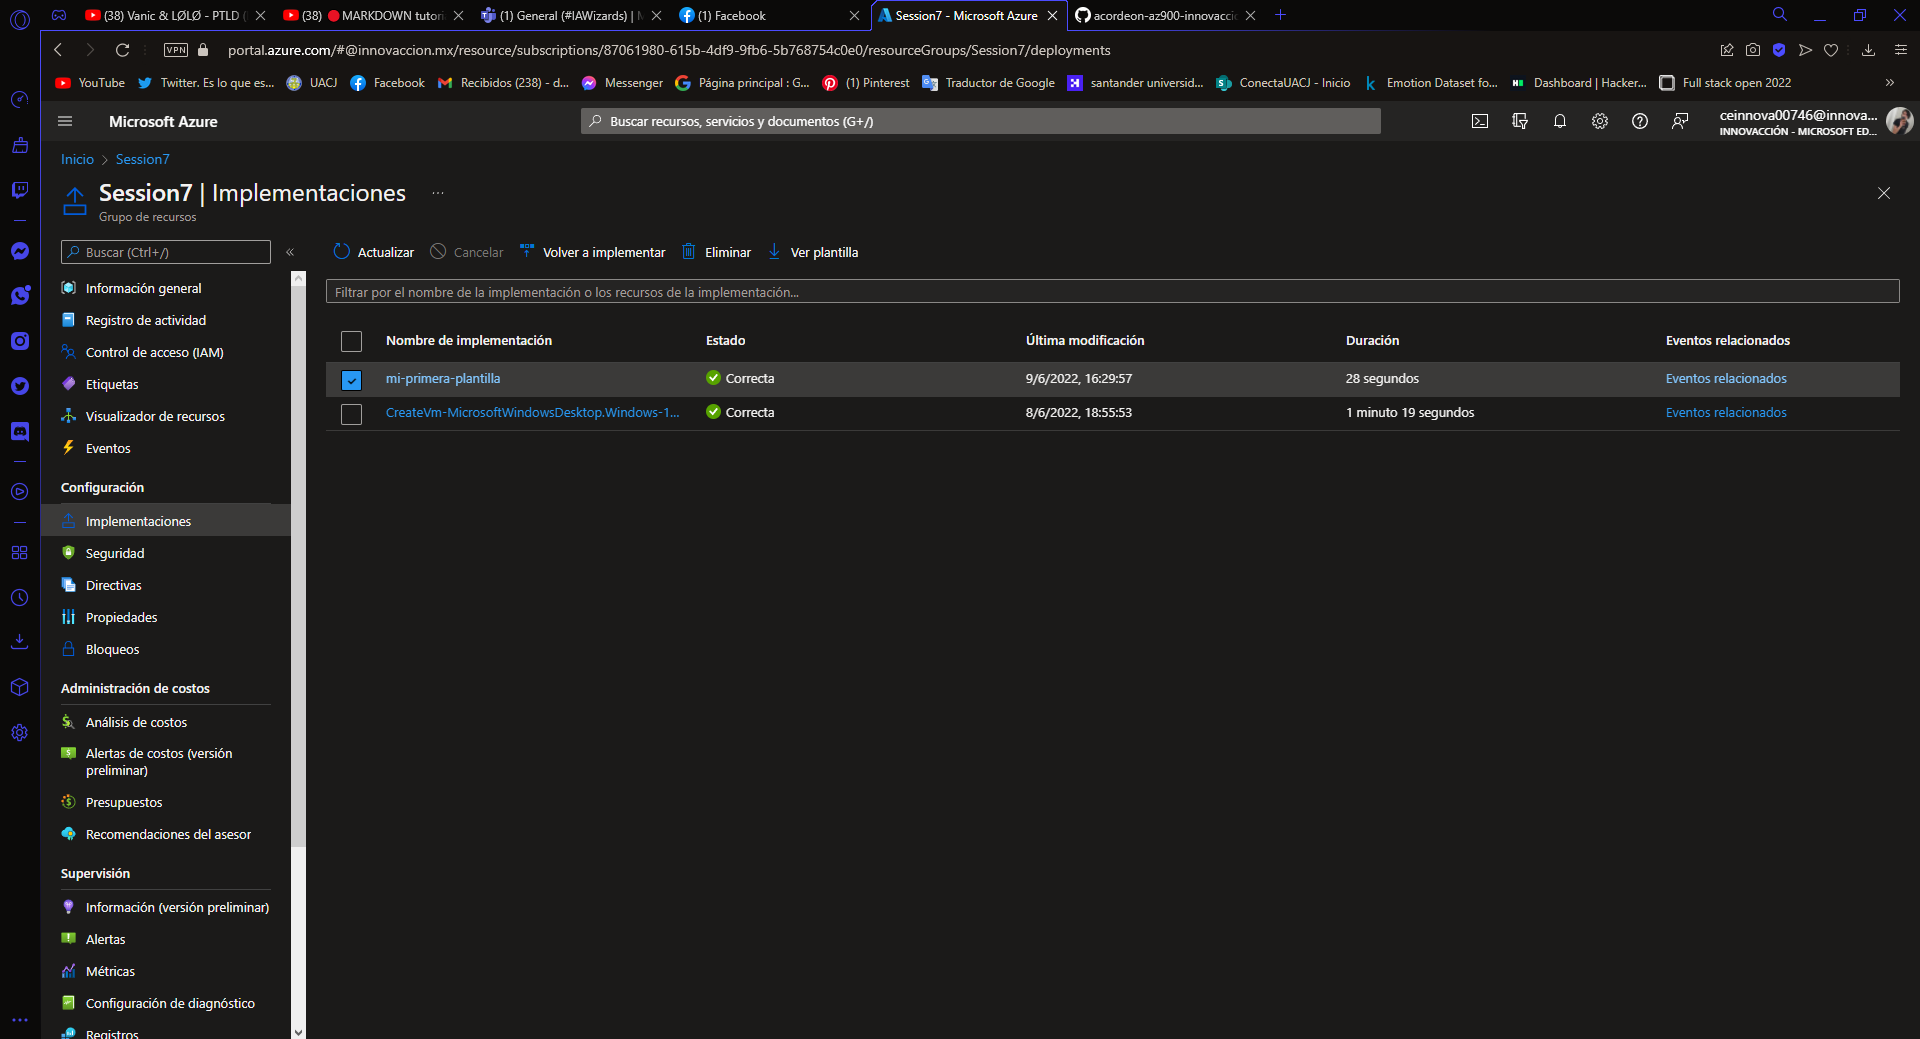 (38) Vanic & LØLØ - PTLD
(38) 🔴 MARKDOWN tutori
(1) General (#IAWizards) | M
(1) Facebook
Session7 - Microsoft Azure
acordeon-az900-innovacci
VPN
portal.azure.com/#@innovaccion.mx/resource/subscriptions/87061980-615b-4df9-9fb6-5b768754c0e0/resourceGroups/Session7/deployments
YouTube
Twitter. Es lo que es...
UACJ
Facebook
Recibidos (238) - d...
Messenger
Página principal : G...
(1) Pinterest
Traductor de Google
santander universid...
ConectaUACJ - Inicio
Emotion Dataset fo...
Dashboard | Hacker...
Full stack open 2022
Microsoft Azure
Buscar recursos, servicios y documentos (G+/)
ceinnova00746@innova...
INNOVACCIÓN - MICROSOFT ED...
Inicio > Session7
Session7 | Implementaciones ...
Grupo de recursos
Buscar (Ctrl+/)
«
Actualizar
Cancelar
Volver a implementar
Eliminar
Ver plantilla
Filtrar por el nombre de la implementación o los recursos de la implementación...
Nombre de implementación
Estado
Última modificación
Duración
Eventos relacionados
mi-primera-plantilla
Correcta
9/6/2022, 16:29:57
28 segundos
Eventos relacionados
CreateVm-MicrosoftWindowsDesktop.Windows-1...
Correcta
8/6/2022, 18:55:53
1 minuto 19 segundos
Eventos relacionados
Información general
Registro de actividad
Control de acceso (IAM)
Etiquetas
Visualizador de recursos
Eventos
Configuración
Implementaciones
Seguridad
Directivas
Propiedades
Bloqueos
Administración de costos
Análisis de costos
Alertas de costos (versión
preliminar)
Presupuestos
Recomendaciones del asesor
Supervisión
Información (versión preliminar)
Alertas
Métricas
Configuración de diagnóstico
Registros